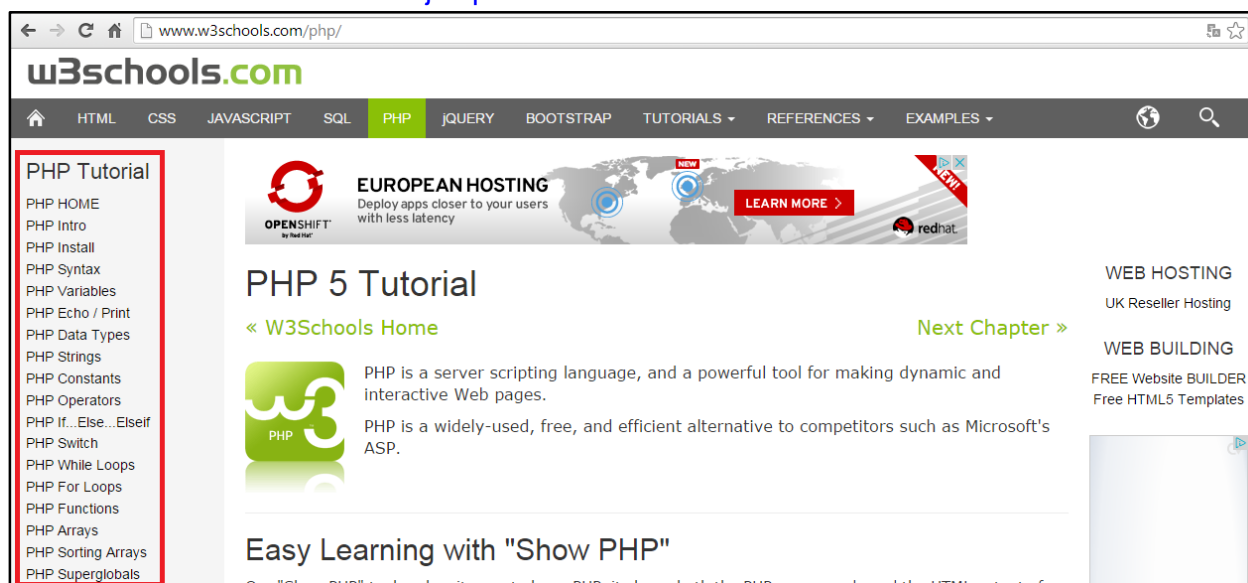 www.w3schools.com/php/
w3schools.com
HTML CSS JAVASCRIPT SQL PHP jQUERY BOOTSTRAP TUTORIALS REFERENCES EXAMPLES
PHP Tutorial
PHP HOME
PHP Intro
PHP Install
PHP Syntax
PHP Variables
PHP Echo / Print
PHP Data Types
PHP Strings
PHP Constants
PHP Operators
PHP If...Else...Elseif
PHP Switch
PHP While Loops
PHP For Loops
PHP Functions
PHP Arrays
PHP Sorting Arrays
PHP Superglobals
OPENSHIFT
by Red Hat
EUROPEAN HOSTING
Deploy apps closer to your users
with less latency
NEW
LEARN MORE >
NEW!
redhat.
PHP 5 Tutorial
« W3Schools Home
Next Chapter »
w3
PHP
PHP is a server scripting language, and a powerful tool for making dynamic and
interactive Web pages.
PHP is a widely-used, free, and efficient alternative to competitors such as Microsoft's
ASP.
Easy Learning with "Show PHP"
WEB HOSTING
UK Reseller Hosting
WEB BUILDING
FREE Website BUILDER
Free HTML5 Templates